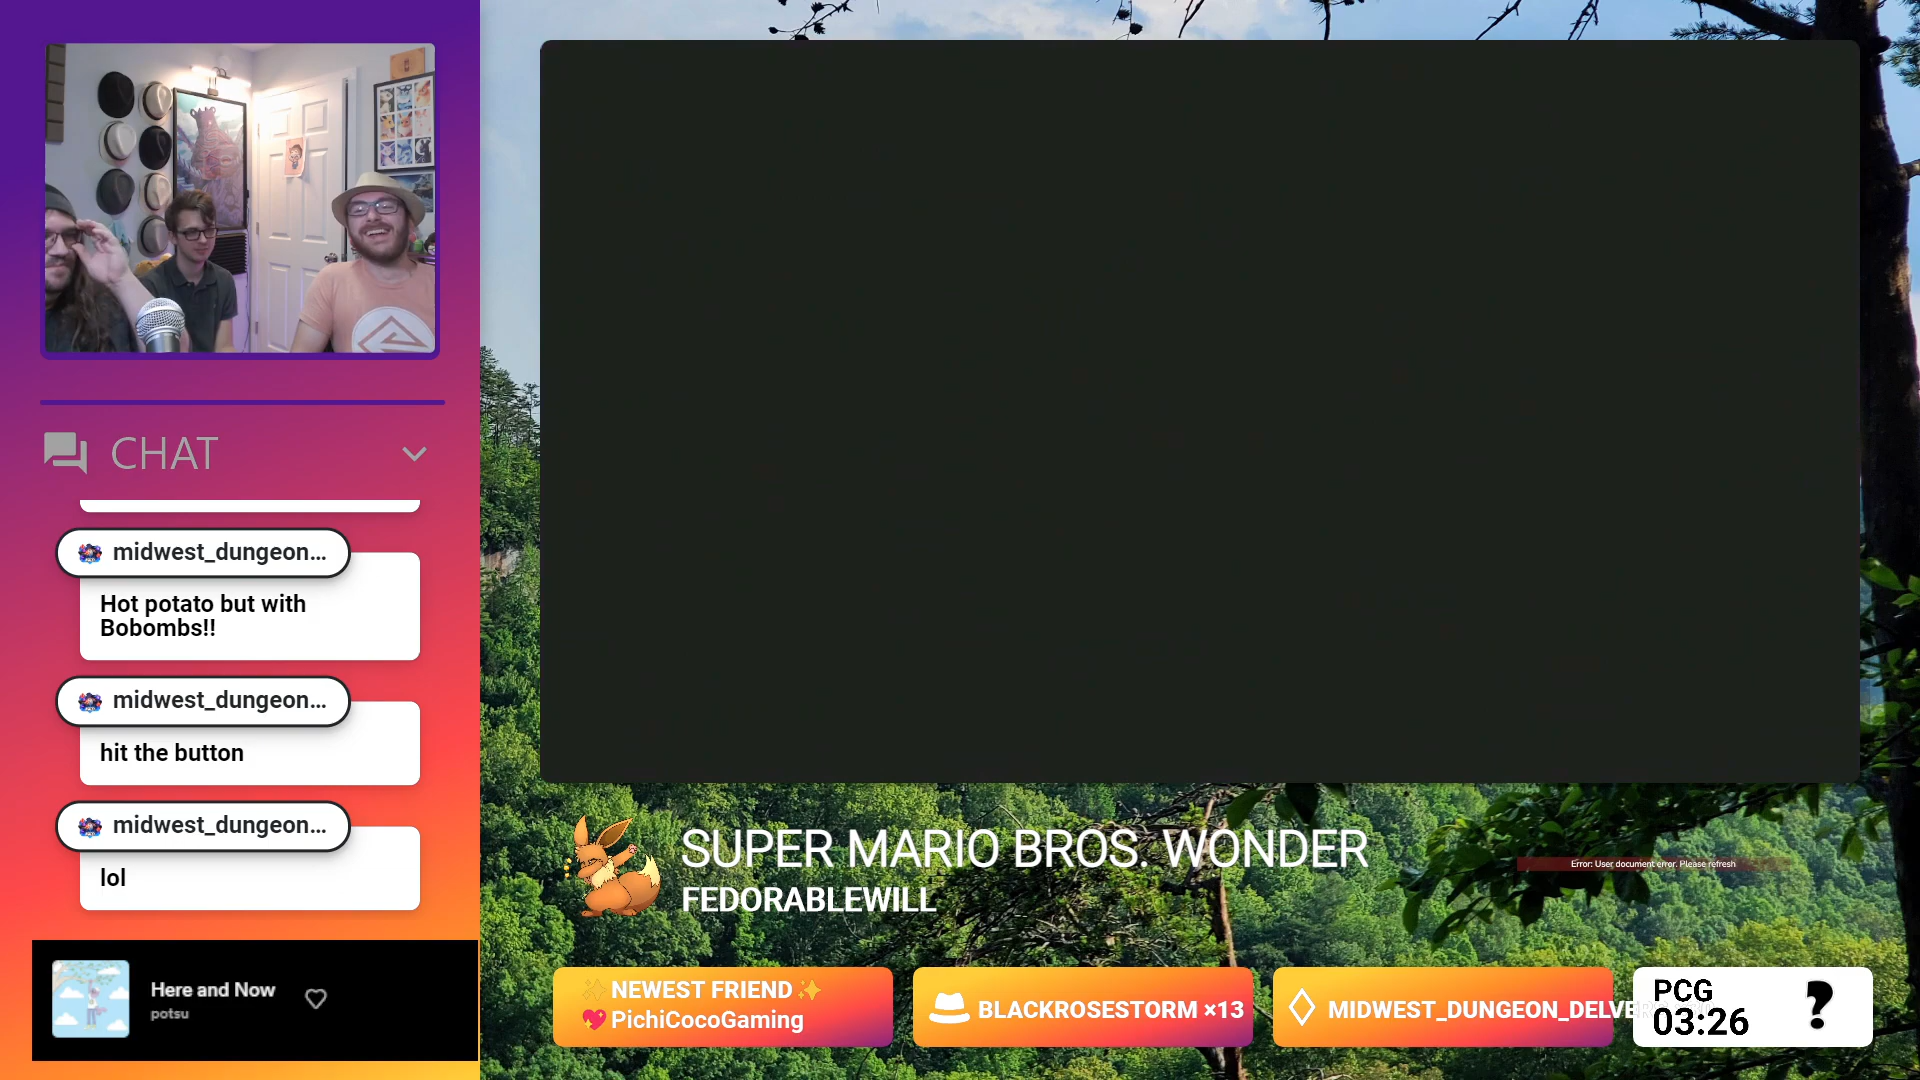 CHAT
midwest_dungeon...
Hot potato but with
Bobombs!!
midwest_dungeon...
hit the button
midwest_dungeon...
lol
Here and Now
potsu
SUPER MARIO BROS. WONDER
FEDORABLEWILL
Error: User document error. Please refresh
NEWEST FRIEND
PichiCocoGaming
BLACKROSESTORM ×13
MIDWEST_DUNGEON_DELVE
PCG
03:26
?